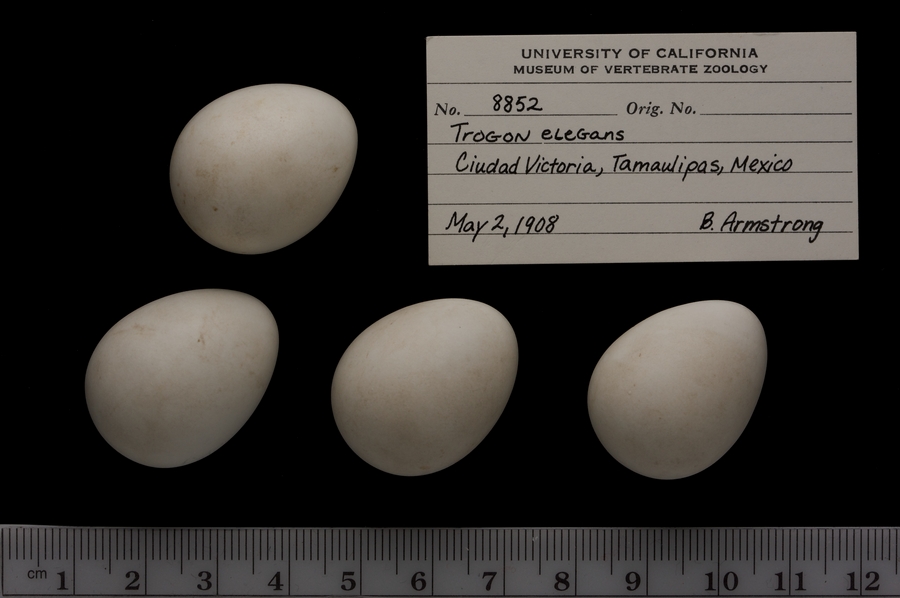 UNIVERSITY OF CALIFORNIA
MUSEUM OF VERTEBRATE ZOOLOGY
No. 8852 Orig. No.
Trogon elegans
Ciudad Victoria, Tamaulipas, Mexico
May 2, 1908 B. Armstrong
cm 1 2 3 4 5 6 7 8 9 10 11 12